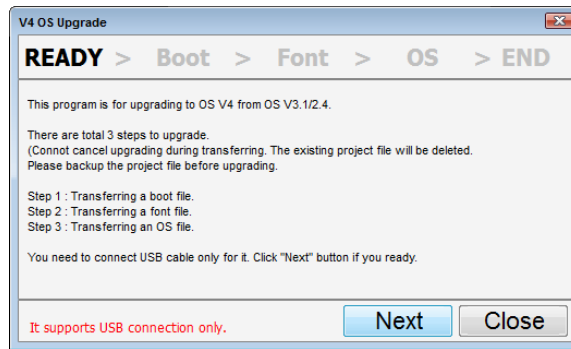 V4 OS Upgrade
READY > Boot > Font > OS > END
This program is for upgrading to OS V4 from OS V3.1/2.4.
There are total 3 steps to upgrade.
(Connot cancel upgrading during transferring. The existing project file will be deleted.
Please backup the project file before upgrading.
Step 1 : Transferring a boot file.
Step 2 : Transferring a font file.
Step 3 : Transferring an OS file.
You need to connect USB cable only for it. Click "Next" button if you ready.
It supports USB connection only.
Next
Close